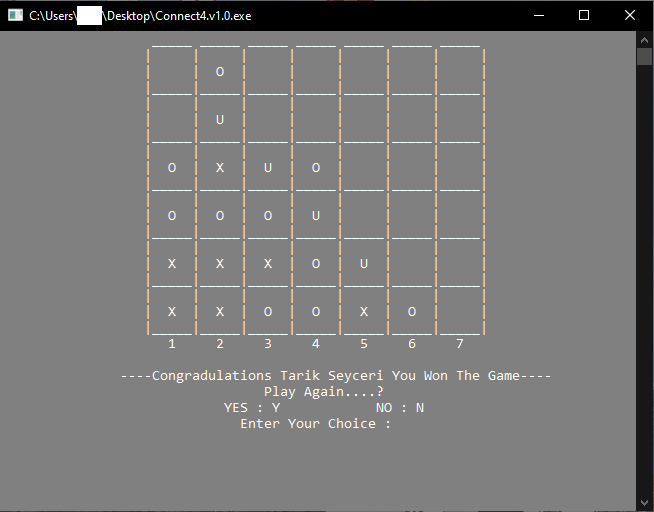 C:\Users\ \Desktop\Connect4.v1.0.exe
O
U
O X U O
O O O U
X X X O U
X X O O X O
1 2 3 4 5 6 7
----Congradulations Tarik Seyceri You Won The Game----
Play Again....?
YES : Y NO : N
Enter Your Choice :